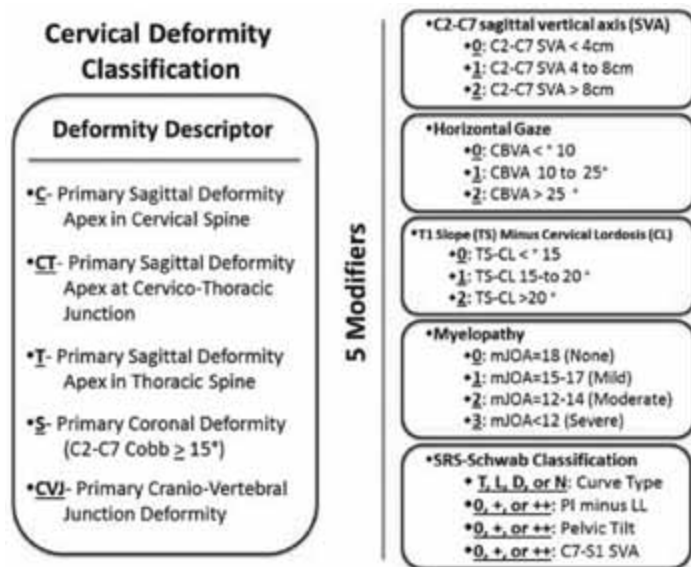 Cervical Deformity
Classification
Deformity Descriptor
•C- Primary Sagittal Deformity
Apex in Cervical Spine
•CT- Primary Sagittal Deformity
Apex at Cervico-Thoracic
Junction
•T- Primary Sagittal Deformity
Apex in Thoracic Spine
•S- Primary Coronal Deformity
(C2-C7 Cobb ≥ 15°)
•CVJ- Primary Cranio-Vertebral
Junction Deformity
5 Modifiers
•C2-C7 sagittal vertical axis (SVA)
•0: C2-C7 SVA < 4cm
•1: C2-C7 SVA 4 to 8cm
•2: C2-C7 SVA > 8cm
•Horizontal Gaze
•0: CBVA < ° 10
•1: CBVA 10 to 25°
•2: CBVA > 25 °
•T1 Slope (TS) Minus Cervical Lordosis (CL)
•0: TS-CL < ° 15
•1: TS-CL 15-to 20 °
•2: TS-CL >20 °
•Myelopathy
•0: mJOA=18 (None)
•1: mJOA=15-17 (Mild)
•2: mJOA=12-14 (Moderate)
•3: mJOA<12 (Severe)
•SRS-Schwab Classification
•T, L, D, or N: Curve Type
•0, +, or ++: PI minus LL
•0, +, or ++: Pelvic Tilt
•0, +, or ++: C7-S1 SVA